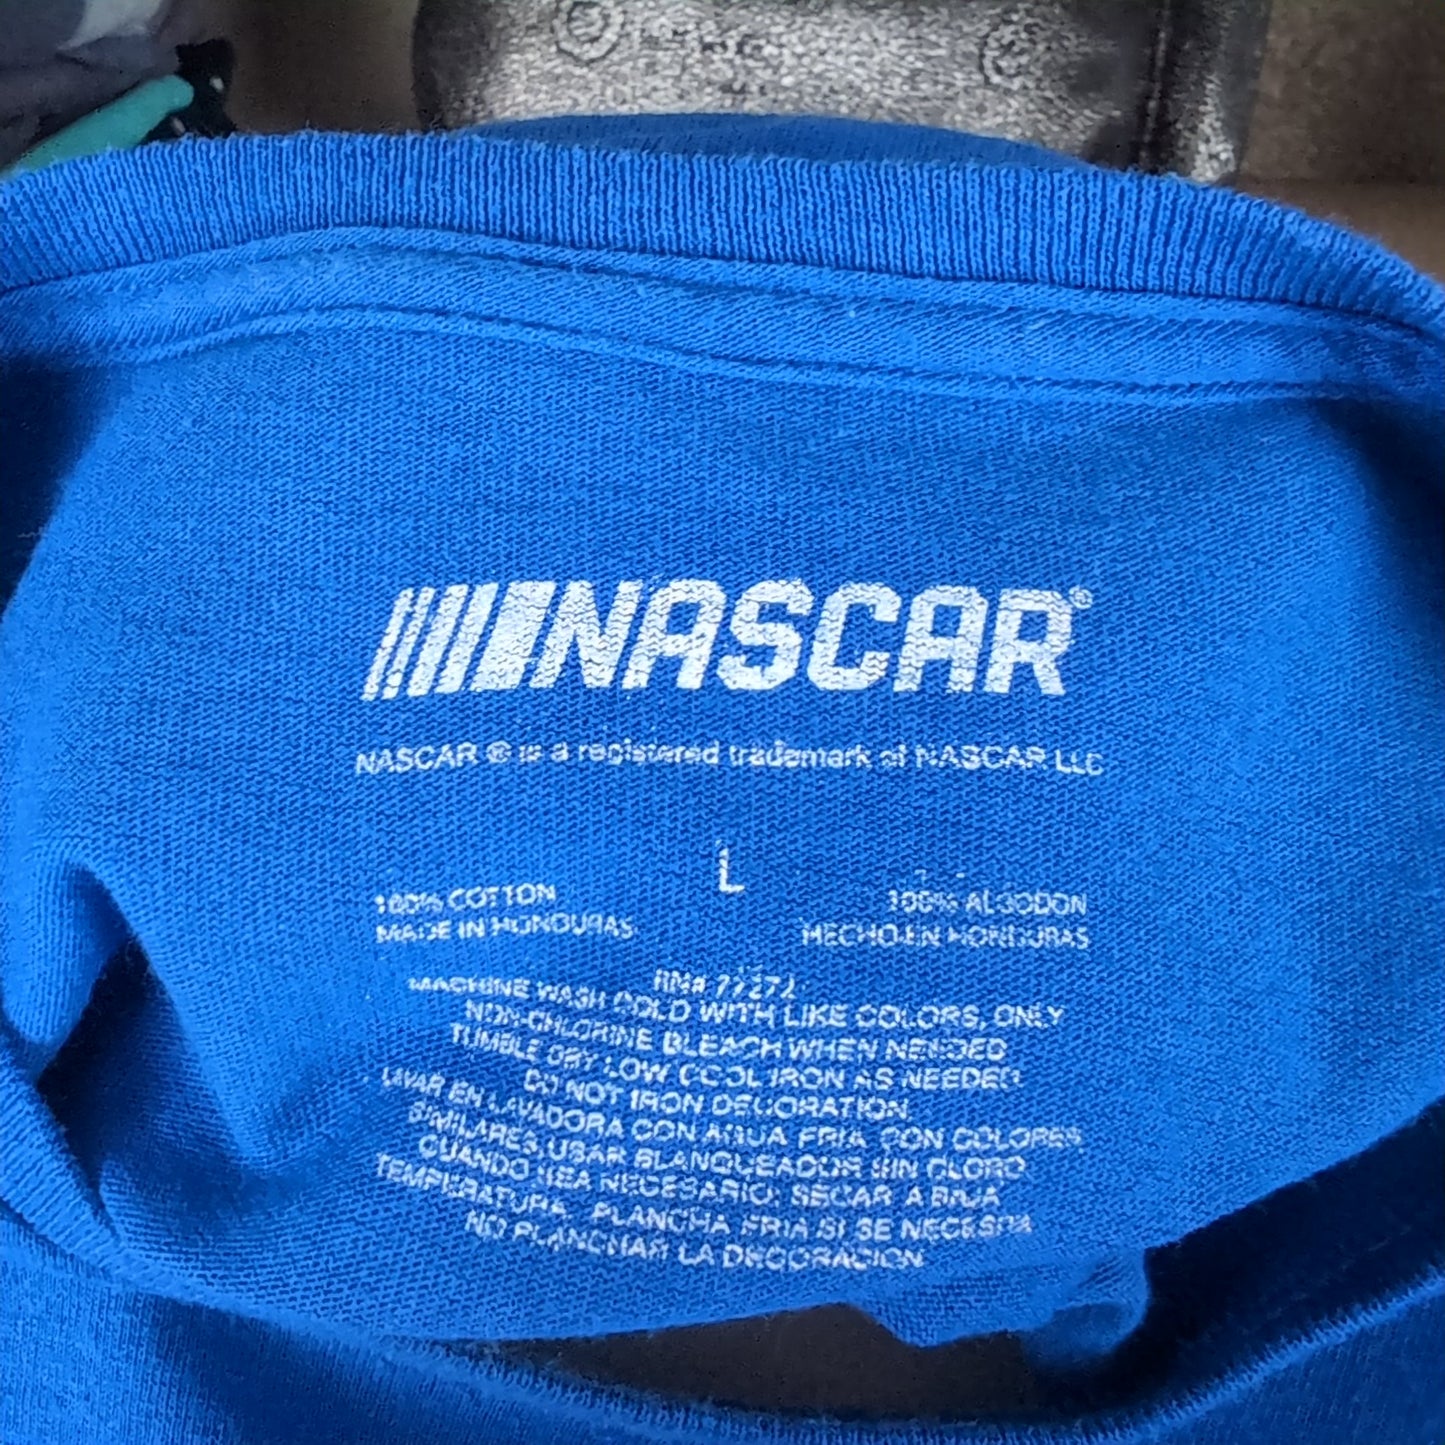 NASCAR®
NASCAR ® is a registered trademark of NASCAR LLC
L
100% COTTON
MADE IN HONDURAS
100% ALGODON
HECHO EN HONDURAS
RN#
MACHINE WASH COLD WITH LIKE COLORS, ONLY
NON-CHLORINE BLEACH WHEN NEEDED
TUMBLE DRY LOW COOL IRON AS NEEDED.
DO NOT IRON DECORATION.
LAVAR EN LAVADORA CON AGUA FRIA CON COLORES
SIMILARES. USAR BLANQUEADOR SIN CLORO
CUANDO SEA NECESARIO. SECAR A BAJA
TEMPERATURA. PLANCHA FRIA SI SE NECESITA
NO PLANCHAR LA DECORACION